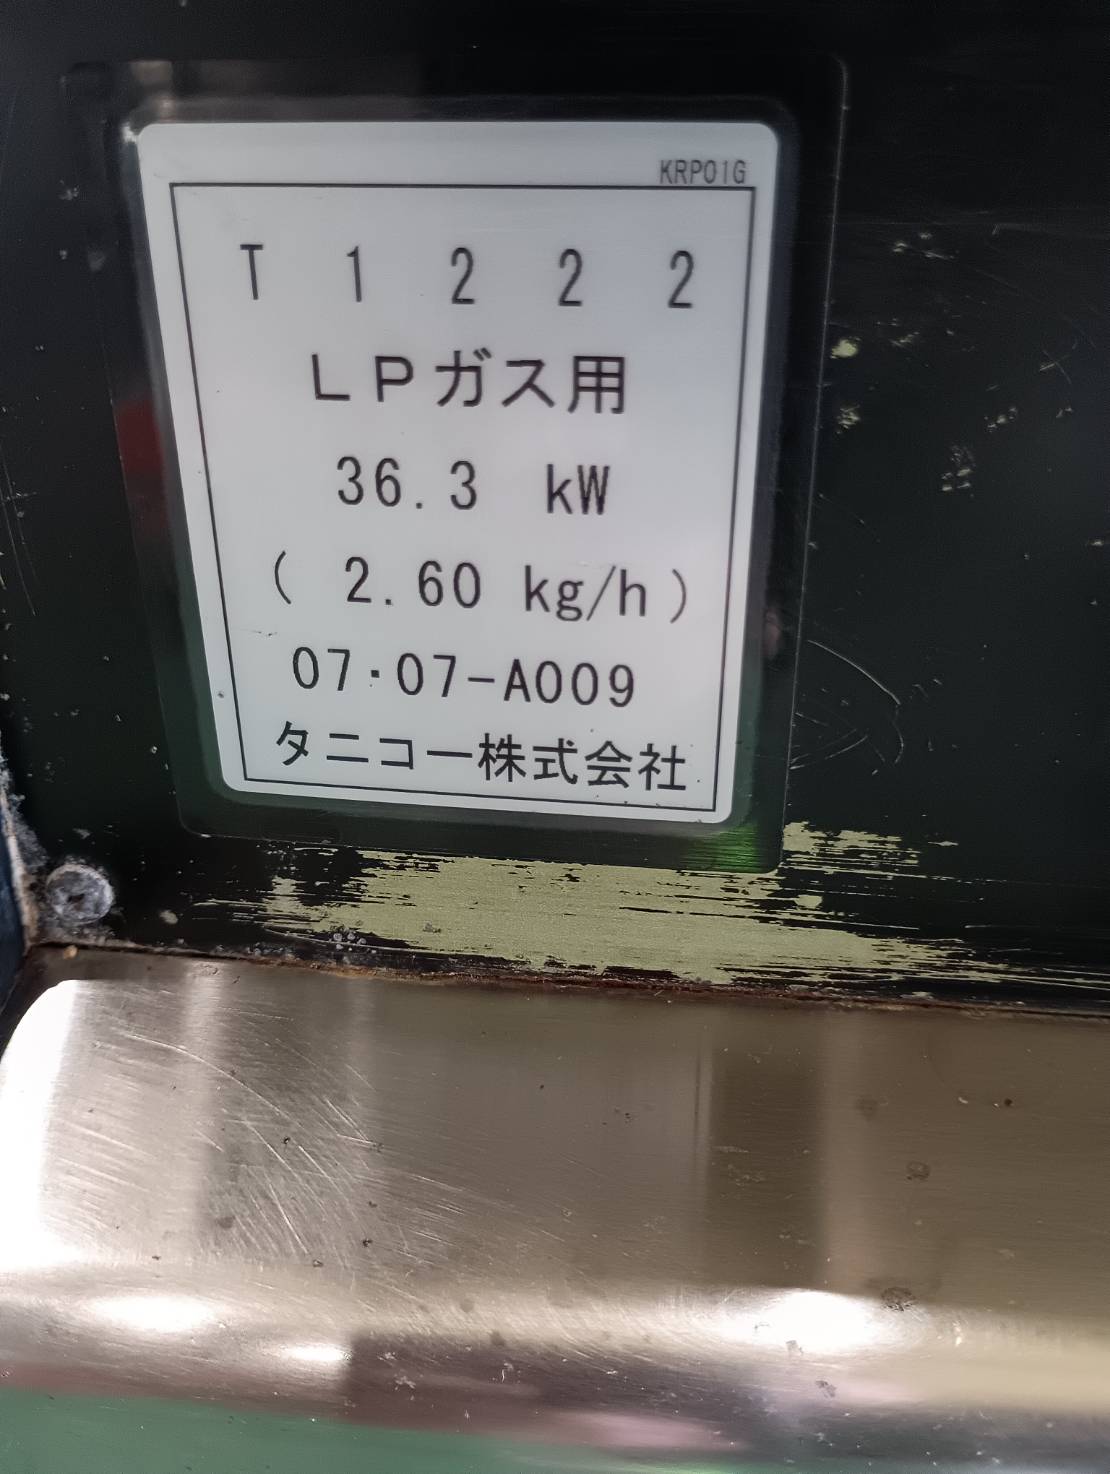 KRP01G
T 1 2 2 2
LPガス用
36.3 kW
( 2.60 kg/h )
07・07-A009
タニコー株式会社